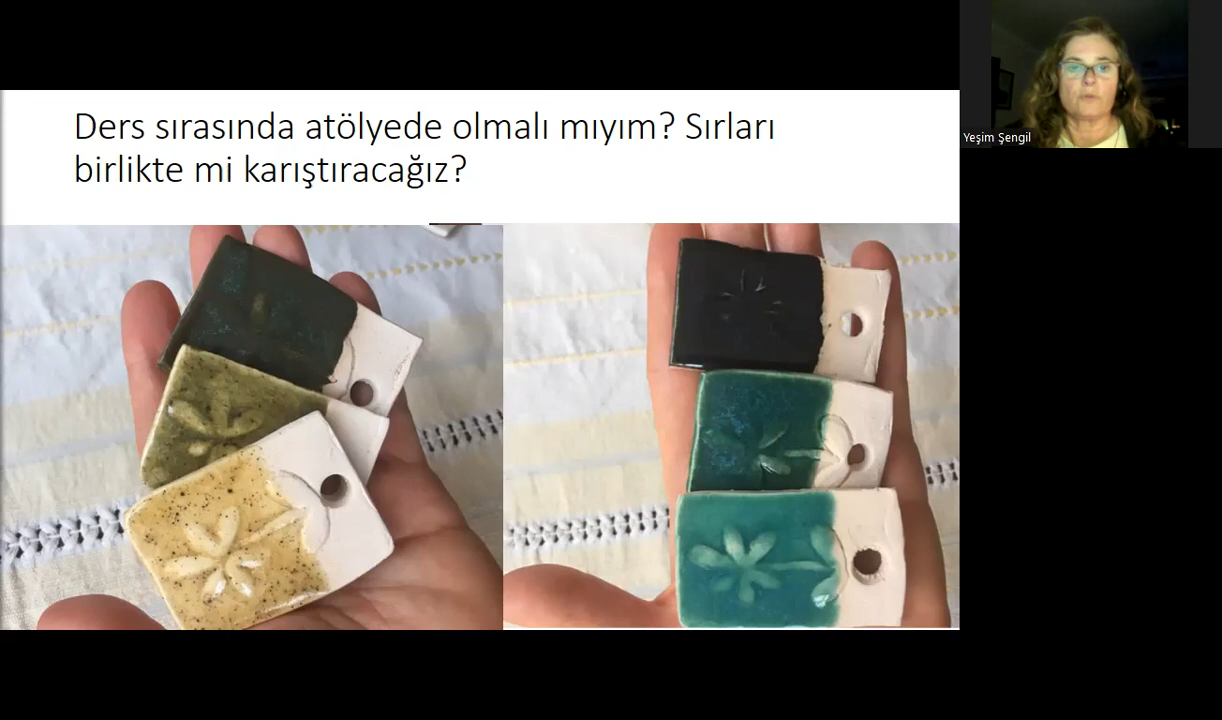 Ders sırasında atölyede olmalı mıyım? Sırları
birlikte mi karıştıracağız?
Yeşim Şengil